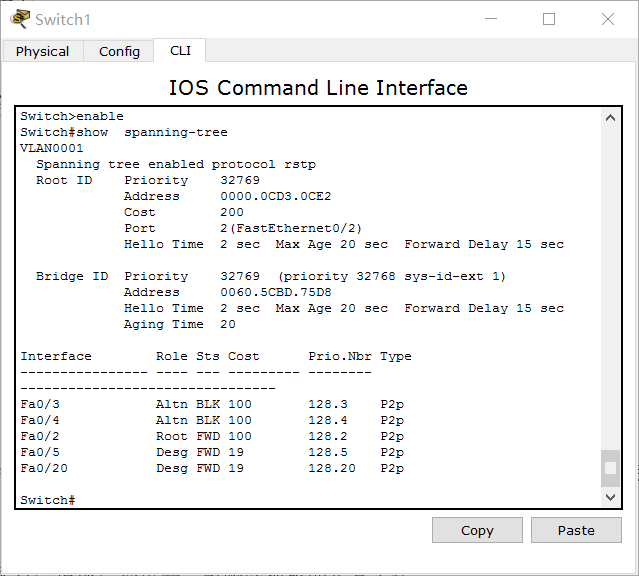 Switch1
Physical Config CLI
IOS Command Line Interface
Switch>enable
Switch#show  spanning-tree
VLAN0001
  Spanning tree enabled protocol rstp
  Root ID    Priority    32769
             Address     0000.0CD3.0CE2
             Cost        200
             Port        2(FastEthernet0/2)
             Hello Time  2 sec  Max Age 20 sec  Forward Delay 15 sec
  Bridge ID  Priority    32769  (priority 32768 sys-id-ext 1)
             Address     0060.5CBD.75D8
             Hello Time  2 sec  Max Age 20 sec  Forward Delay 15 sec
             Aging Time  20
Interface        Role Sts Cost      Prio.Nbr Type
---------------- ---- --- --------- --------
--------------------------------
Fa0/3            Altn BLK 100       128.3    P2p
Fa0/4            Altn BLK 100       128.4    P2p
Fa0/2            Root FWD 100       128.2    P2p
Fa0/5            Desg FWD 19        128.5    P2p
Fa0/20           Desg FWD 19        128.20   P2p
Switch#
Copy Paste